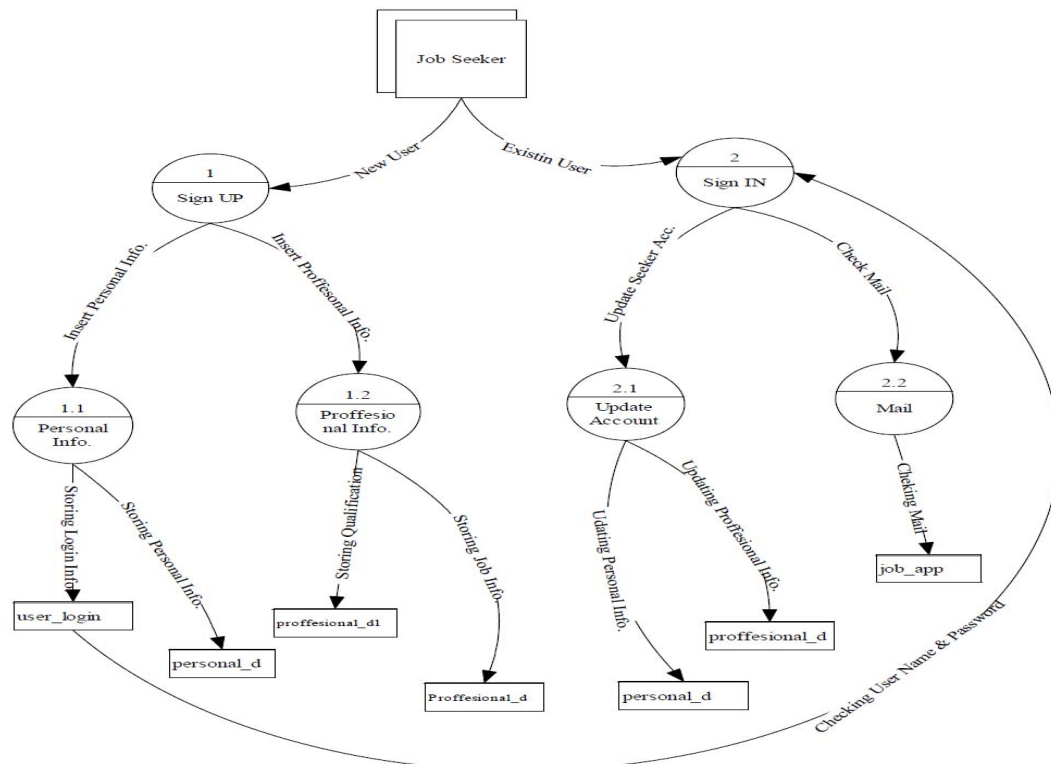 Job Seeker
New User
Existin User
1
Sign UP
2
Sign IN
Insert Personal Info.
Insert Proffesonal Info.
Update Seeker Acc.
Check Mail
1.1
Personal
Info.
1.2
Proffesio
nal Info.
2.1
Update
Account
2.2
Mail
Storing Login Info
Storing Personal Info.
Storing Qualification
Storing Job Info.
Udating Personal Info.
Updating Proffesional Info.
Cheking Mail
job_app
user_login
proffesional_dl
proffesional_d
personal_d
Proffesional_d
personal_d
Checking User Name & Password